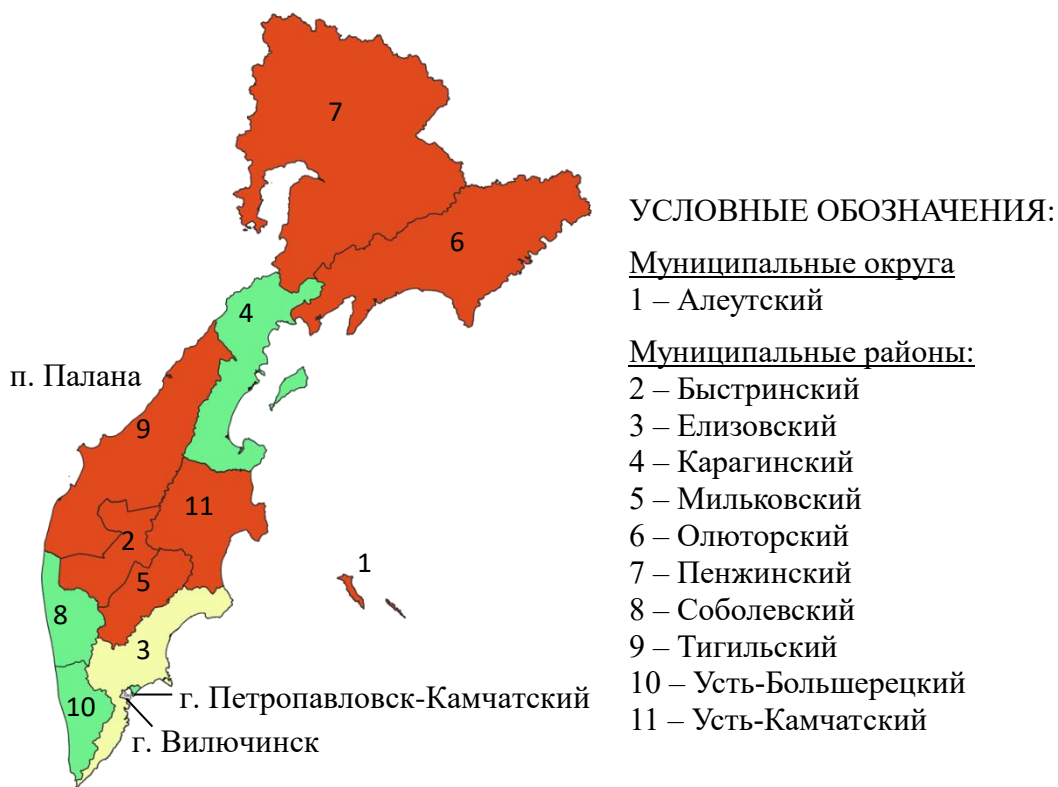 7
6
4
п. Палана
9
11
2
5
1
8
3
10
г. Петропавловск-Камчатский
г. Вилючинск
УСЛОВНЫЕ ОБОЗНАЧЕНИЯ:
Муниципальные округа
1 – Алеутский
Муниципальные районы:
2 – Быстринский
3 – Елизовский
4 – Карагинский
5 – Мильковский
6 – Олюторский
7 – Пенжинский
8 – Соболевский
9 – Тигильский
10 – Усть-Большерецкий
11 – Усть-Камчатский